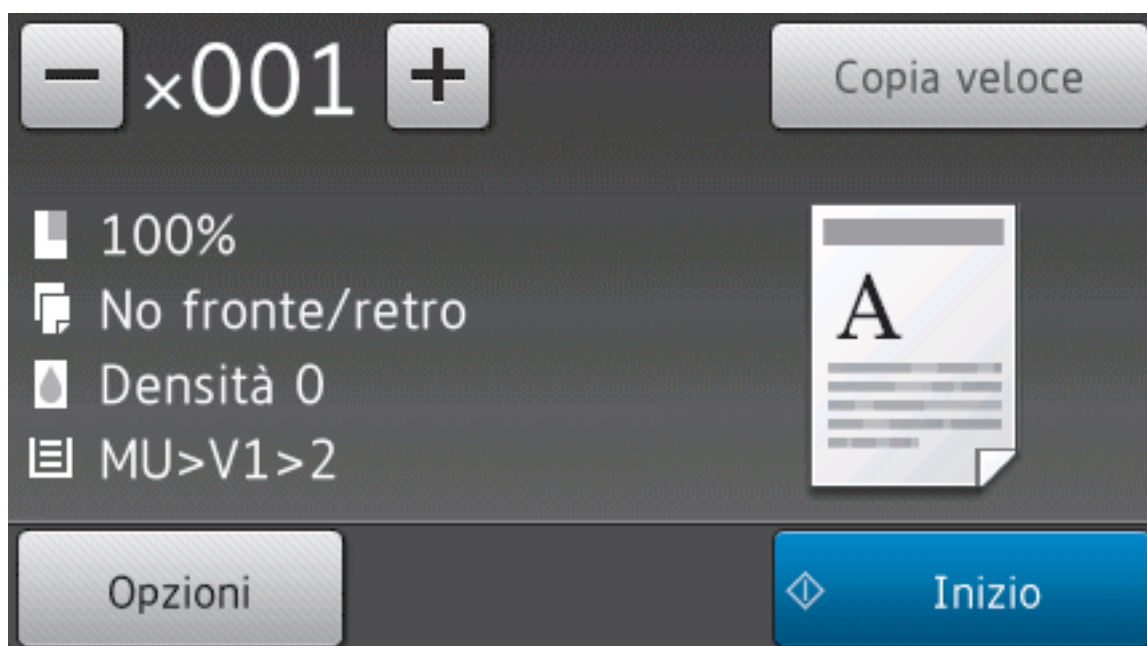 − ×001 +
Copia veloce
100%
No fronte/retro
Densità 0
MU>V1>2
A
Opzioni
Inizio